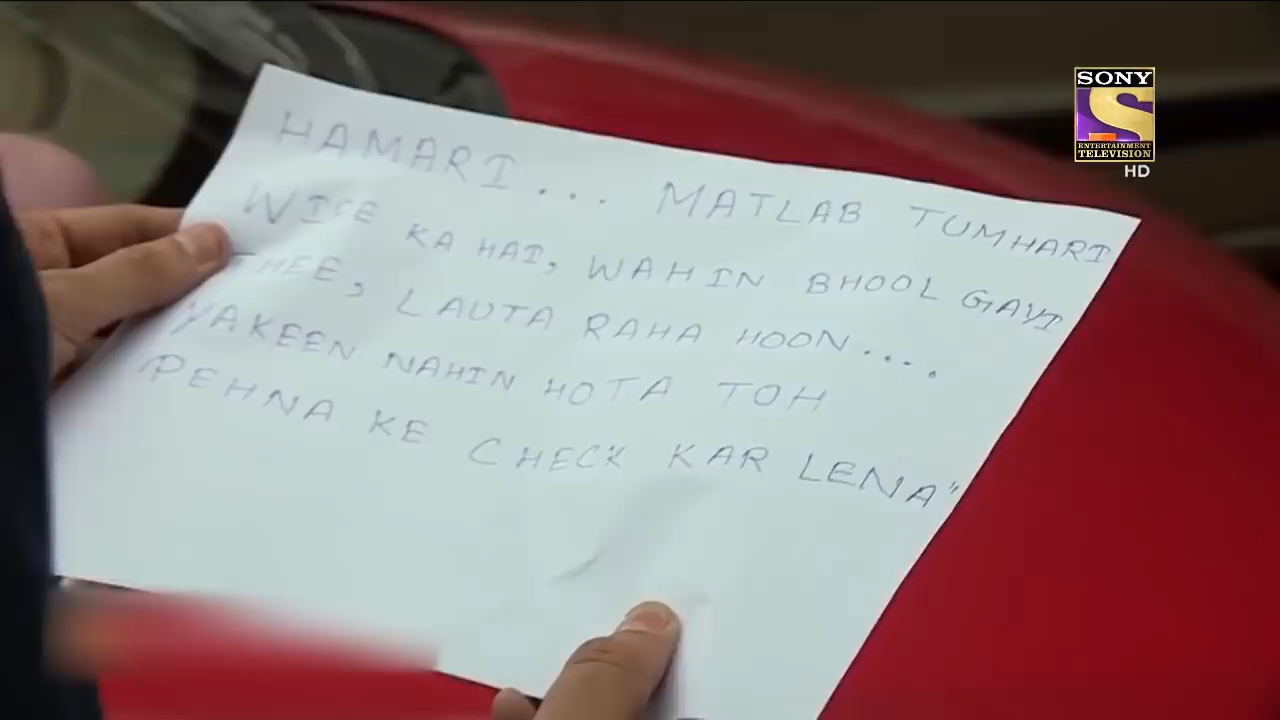 HAMARI... MATLAB TUMHARI
WIFE KA HAI, WAHIN BHOOL GAYI
THEE, LAUTA RAHA HOON....
YAKEEN NAHIN HOTA TOH
PEHNA KE CHECK KAR LENA"
SONY
S
ENTERTAINMENT
TELEVISION
HD